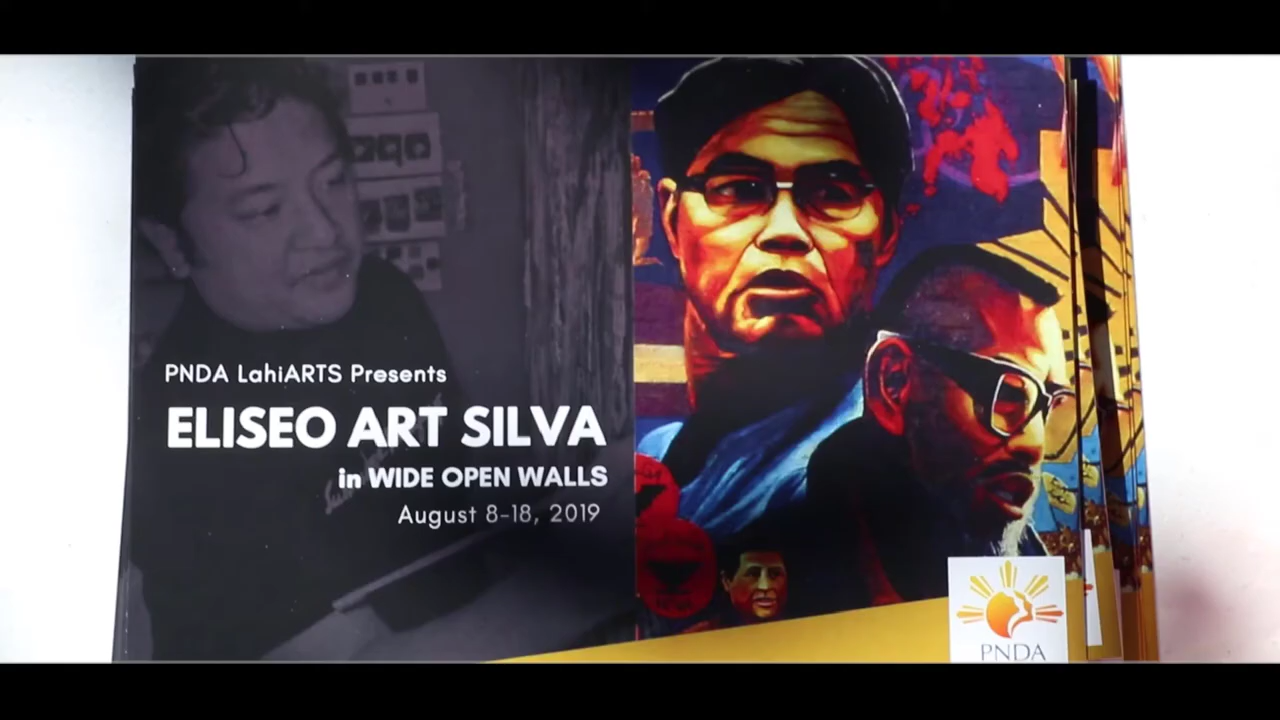 PNDA LahiARTS Presents
ELISEO ART SILVA
in WIDE OPEN WALLS
August 8-18, 2019
PNDA